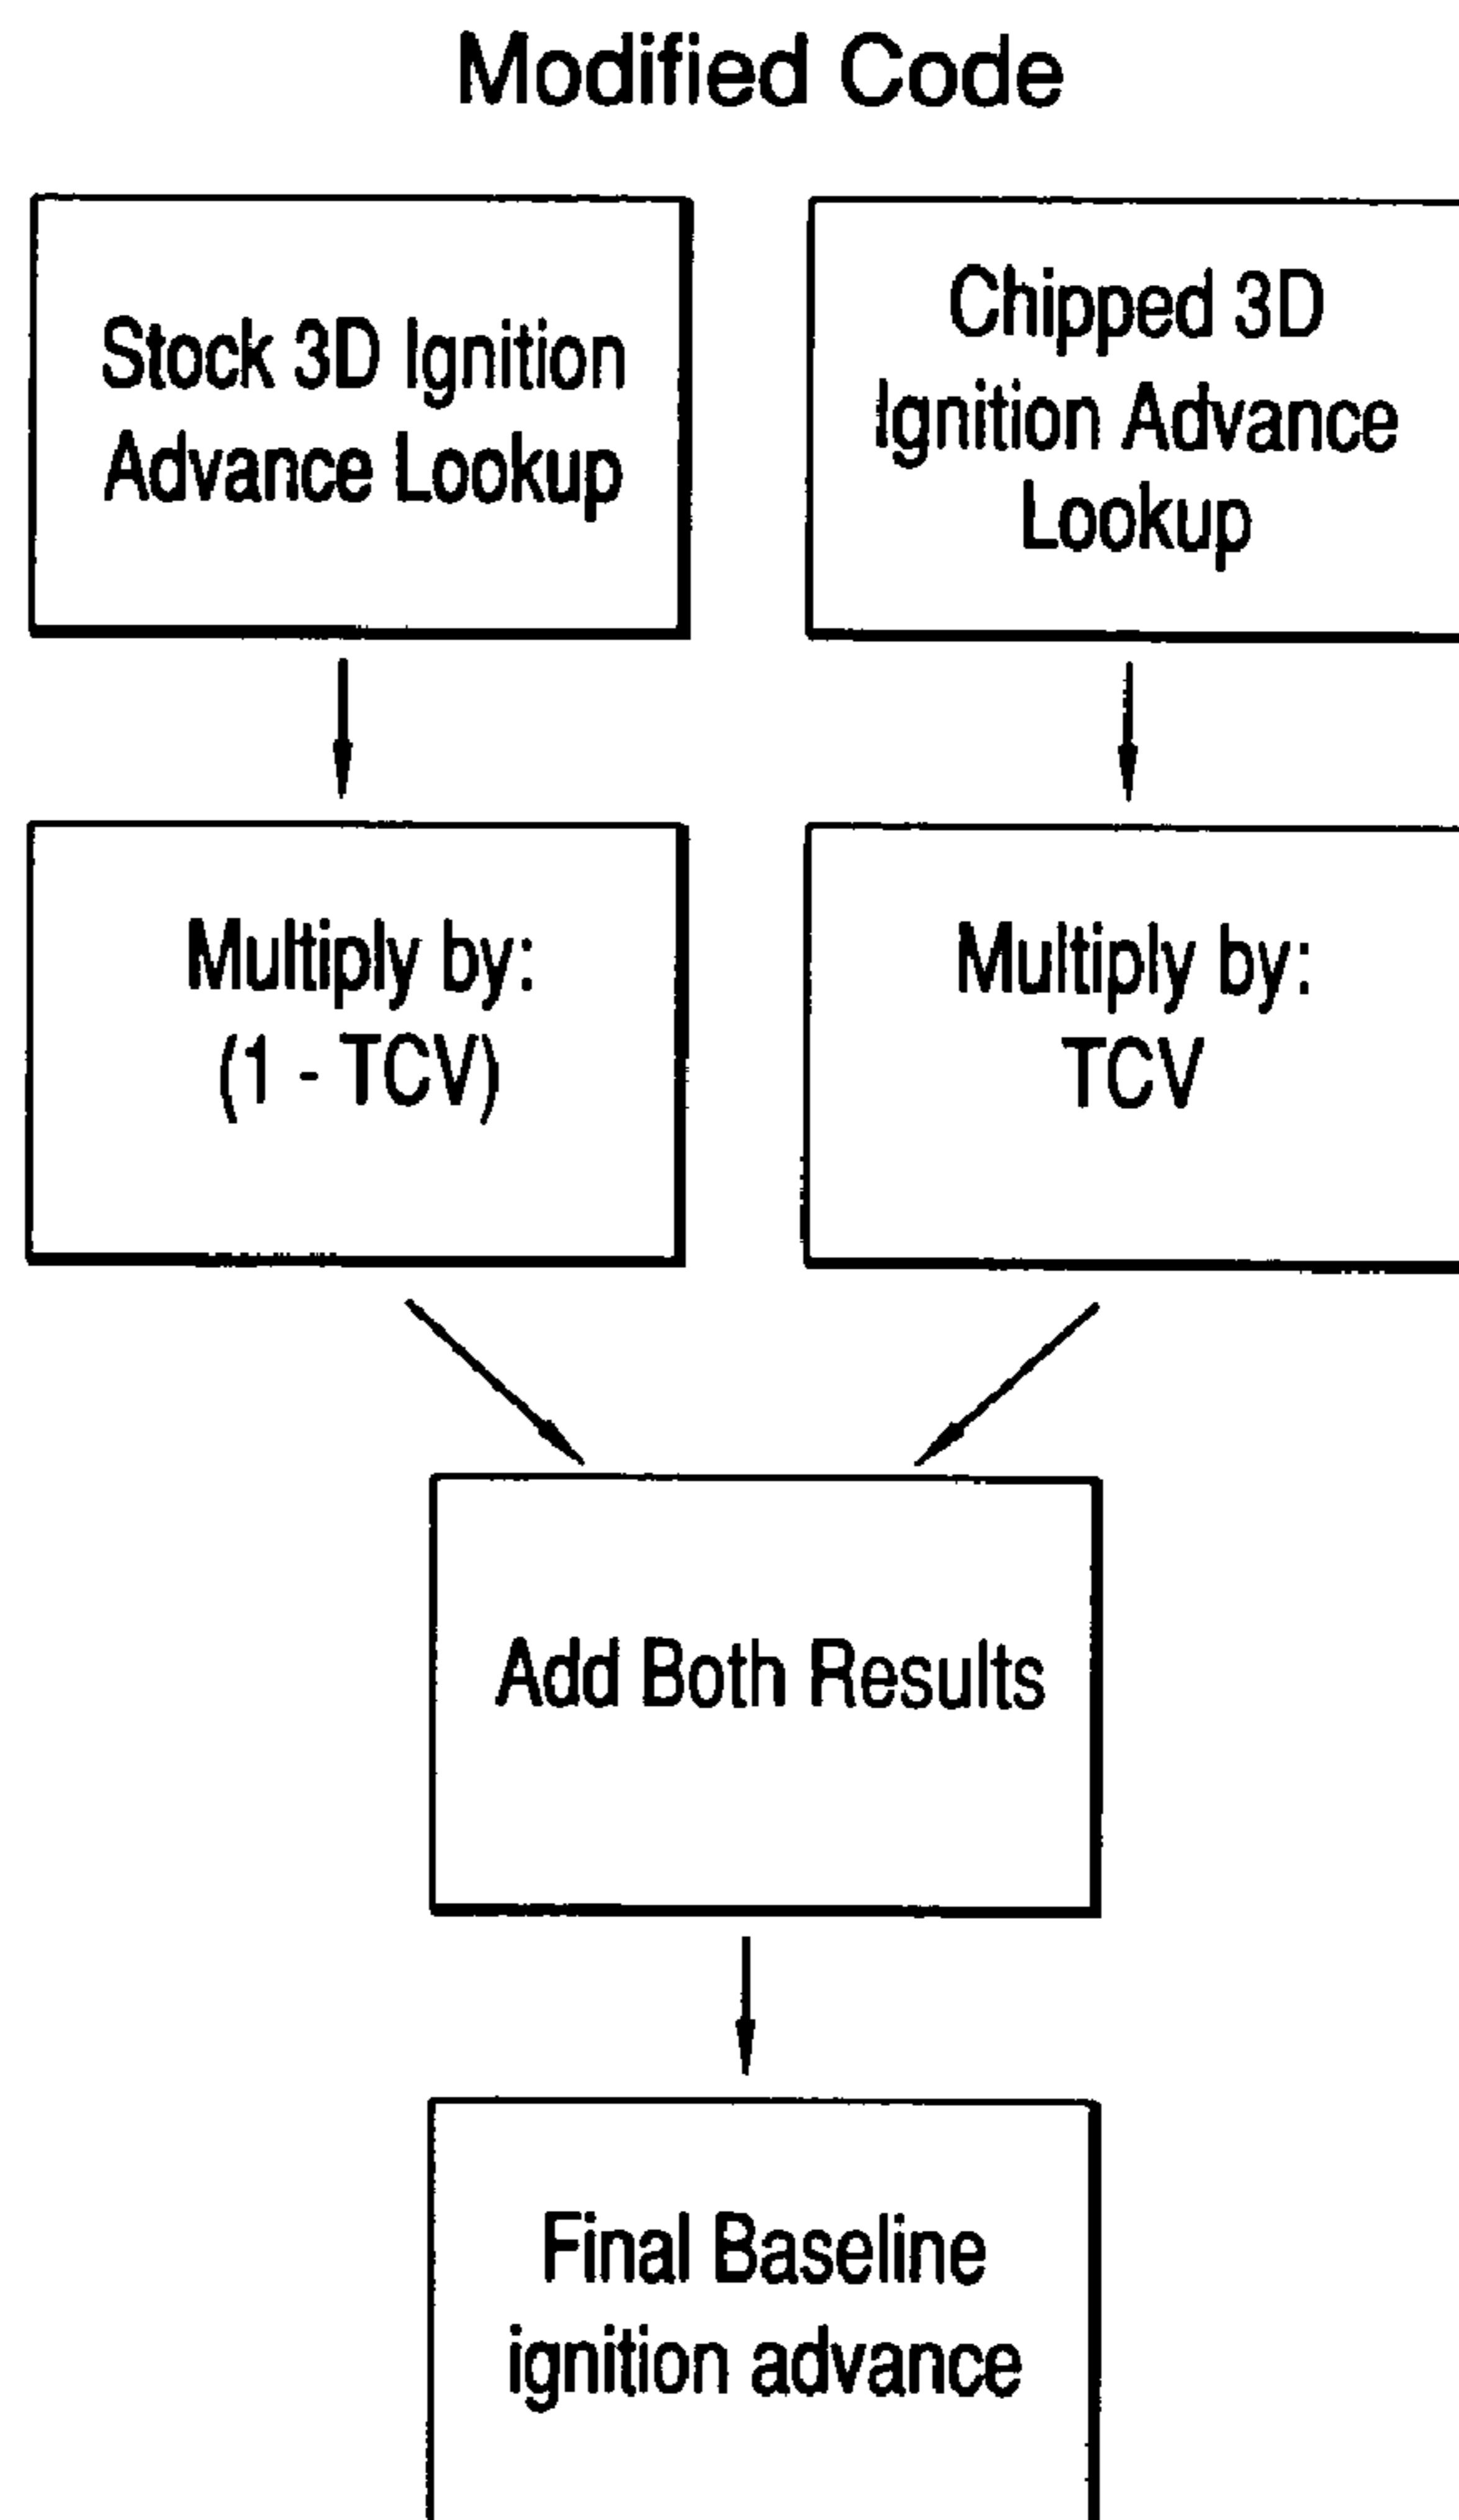 Modified Code
Stock 3D Ignition
Advance Lookup
Chipped 3D
Ignition Advance
Lookup
Multiply by:
(1 - TCV)
Multiply by:
TCV
Add Both Results
Final Baseline
ignition advance